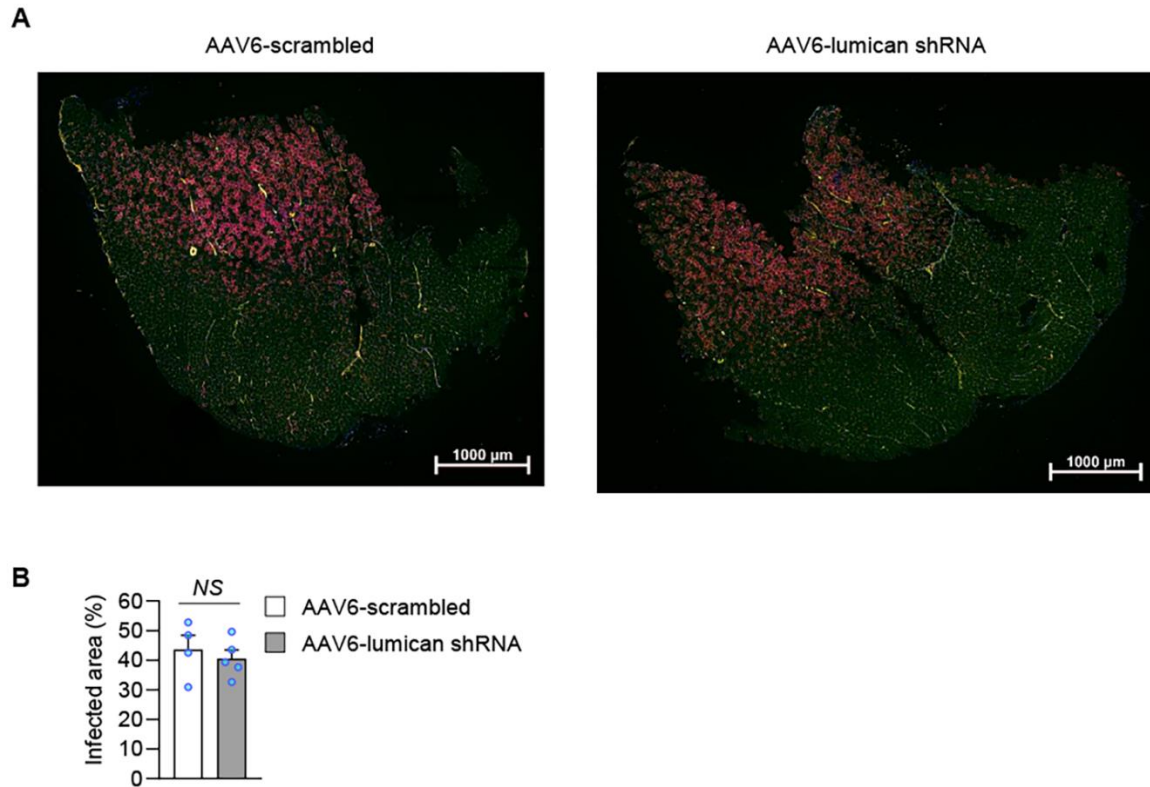 A
AAV6-scrambled
AAV6-lumican shRNA
1000 µm
1000 µm
B
Infected area (%)
60
50
40
30
20
10
0
NS
AAV6-scrambled
AAV6-lumican shRNA